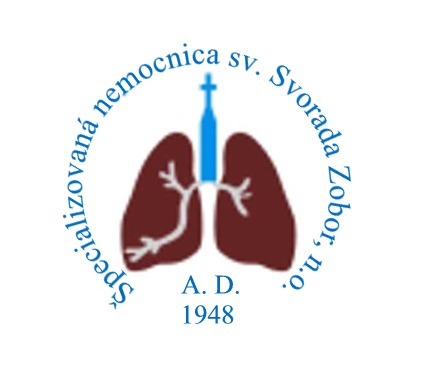 Špecializovaná nemocnica sv. Svorada Zobor, n.o.
A. D.
1948